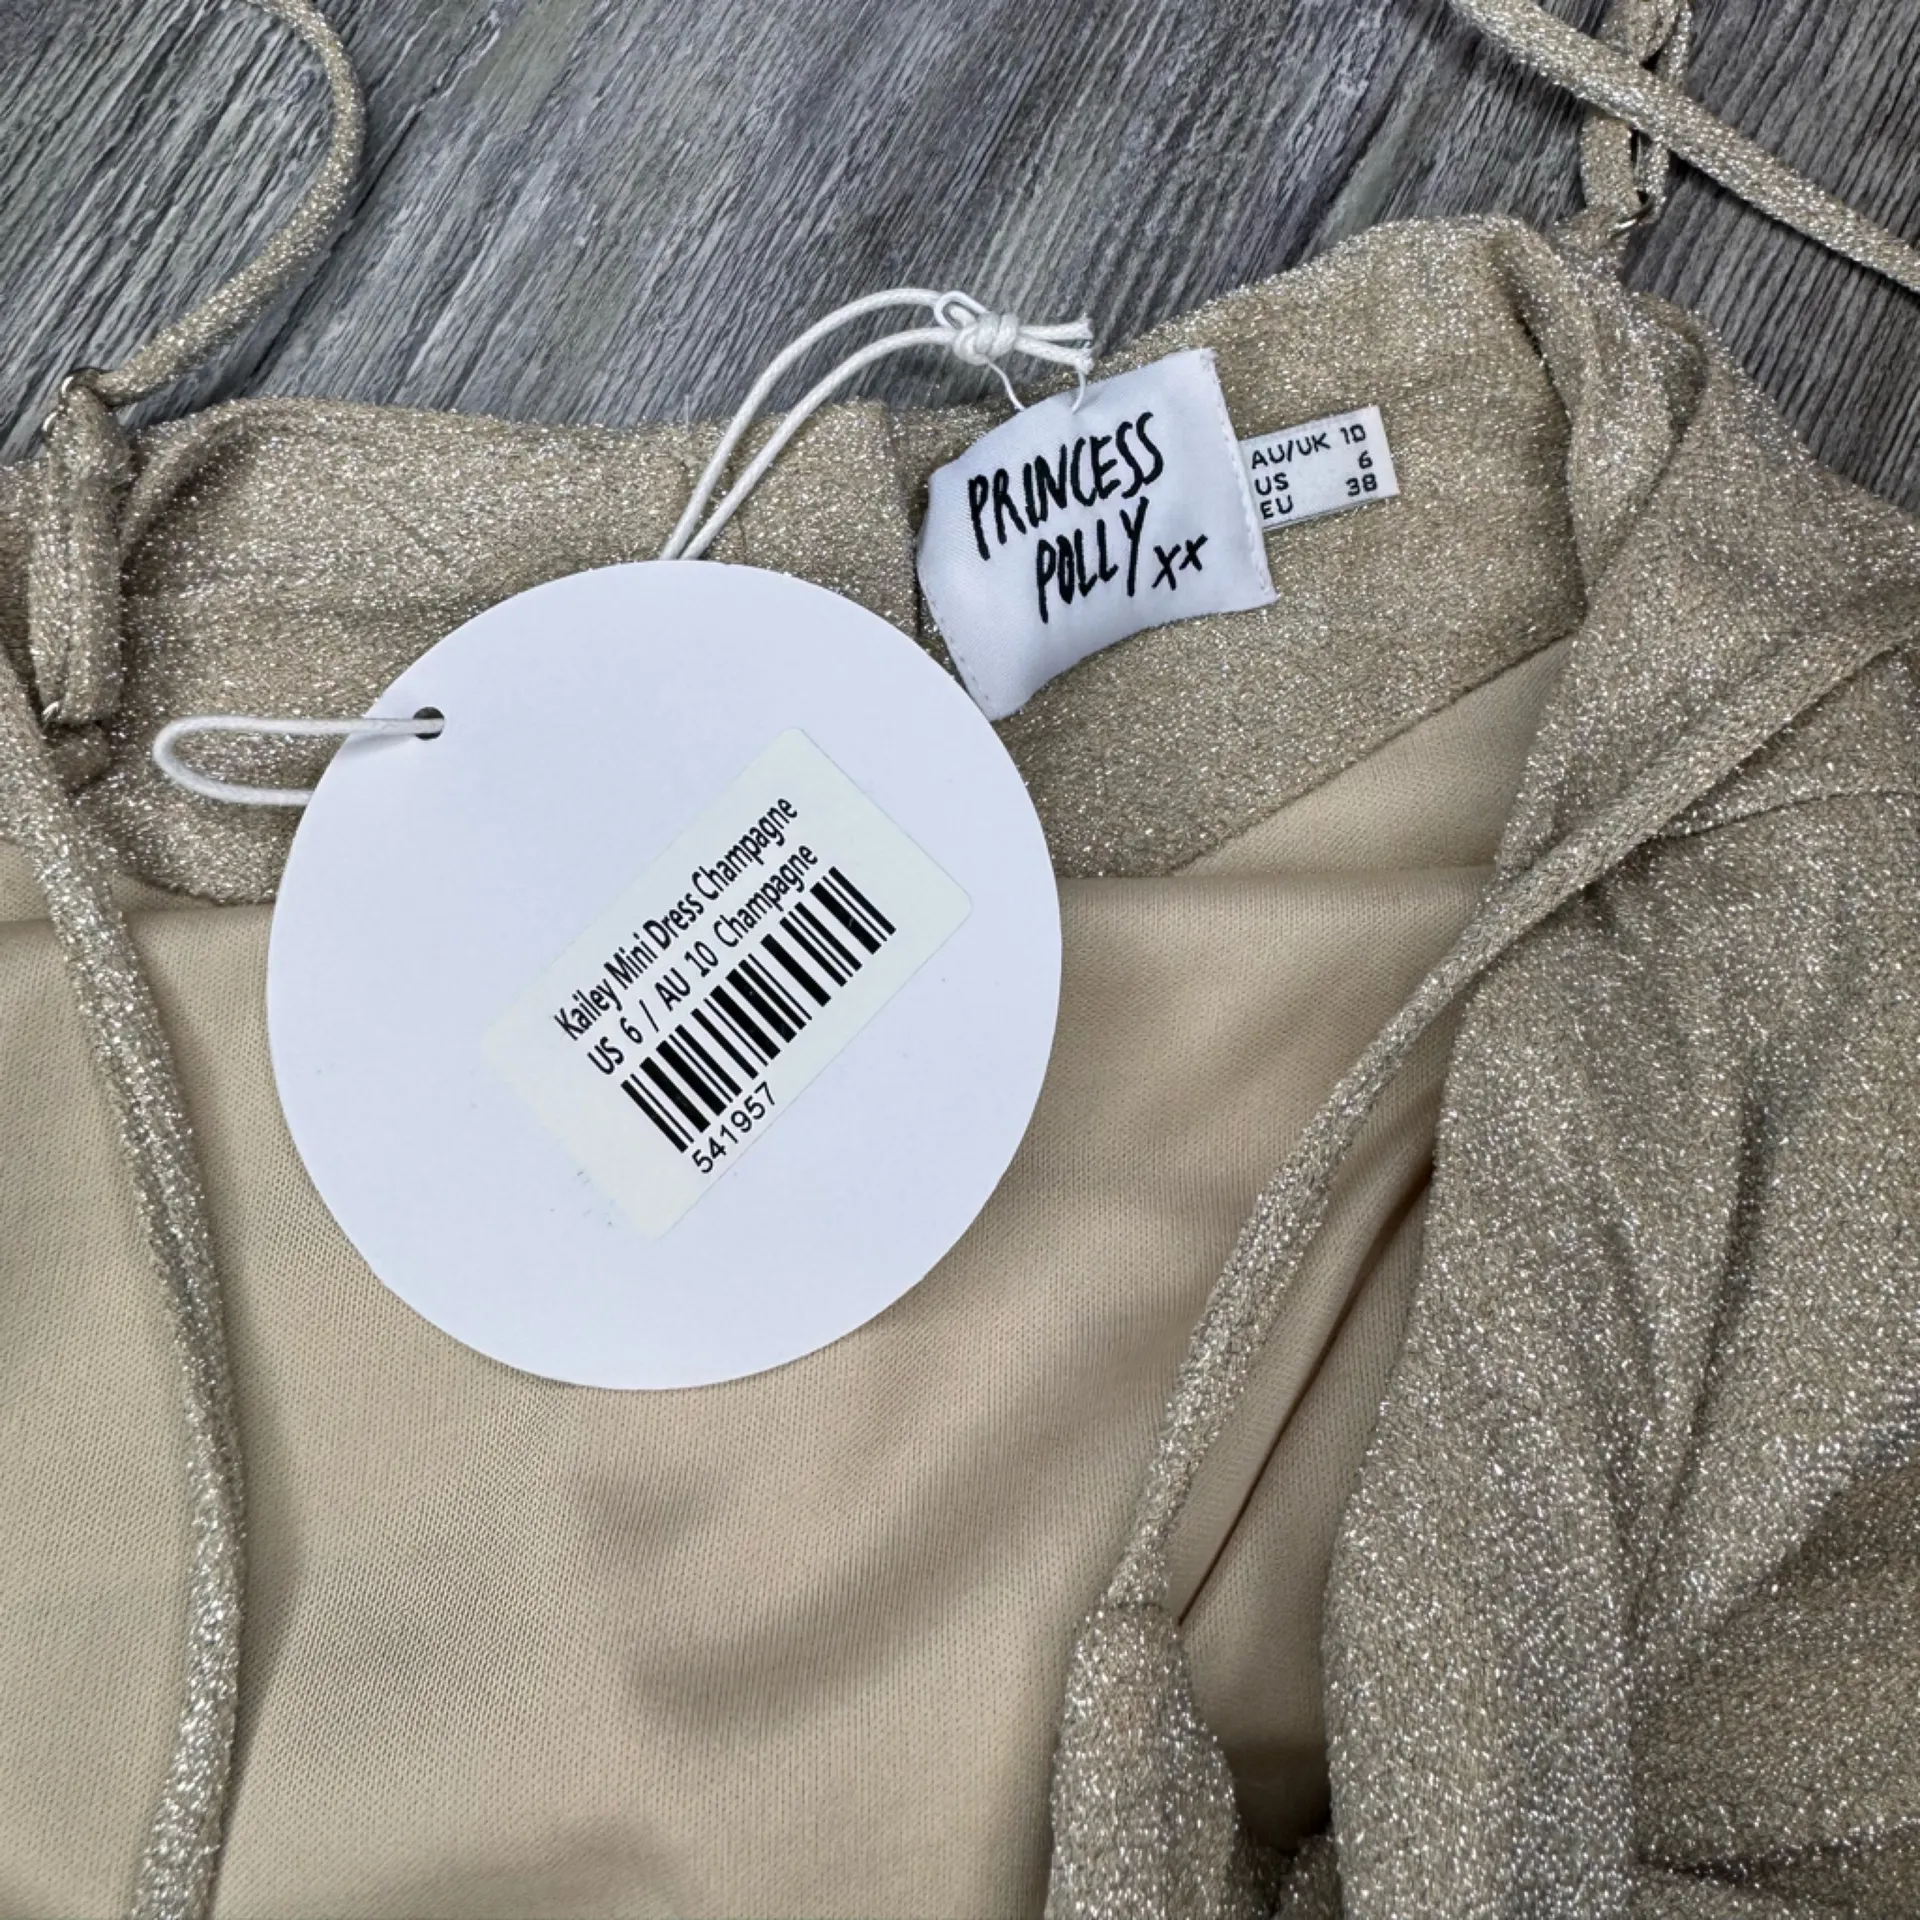 PRINCESS
POLLY xx
AU/UK 10
US 6
EU 38
Kailey Mini Dress Champagne
US 6 / AU 10 Champagne
541957